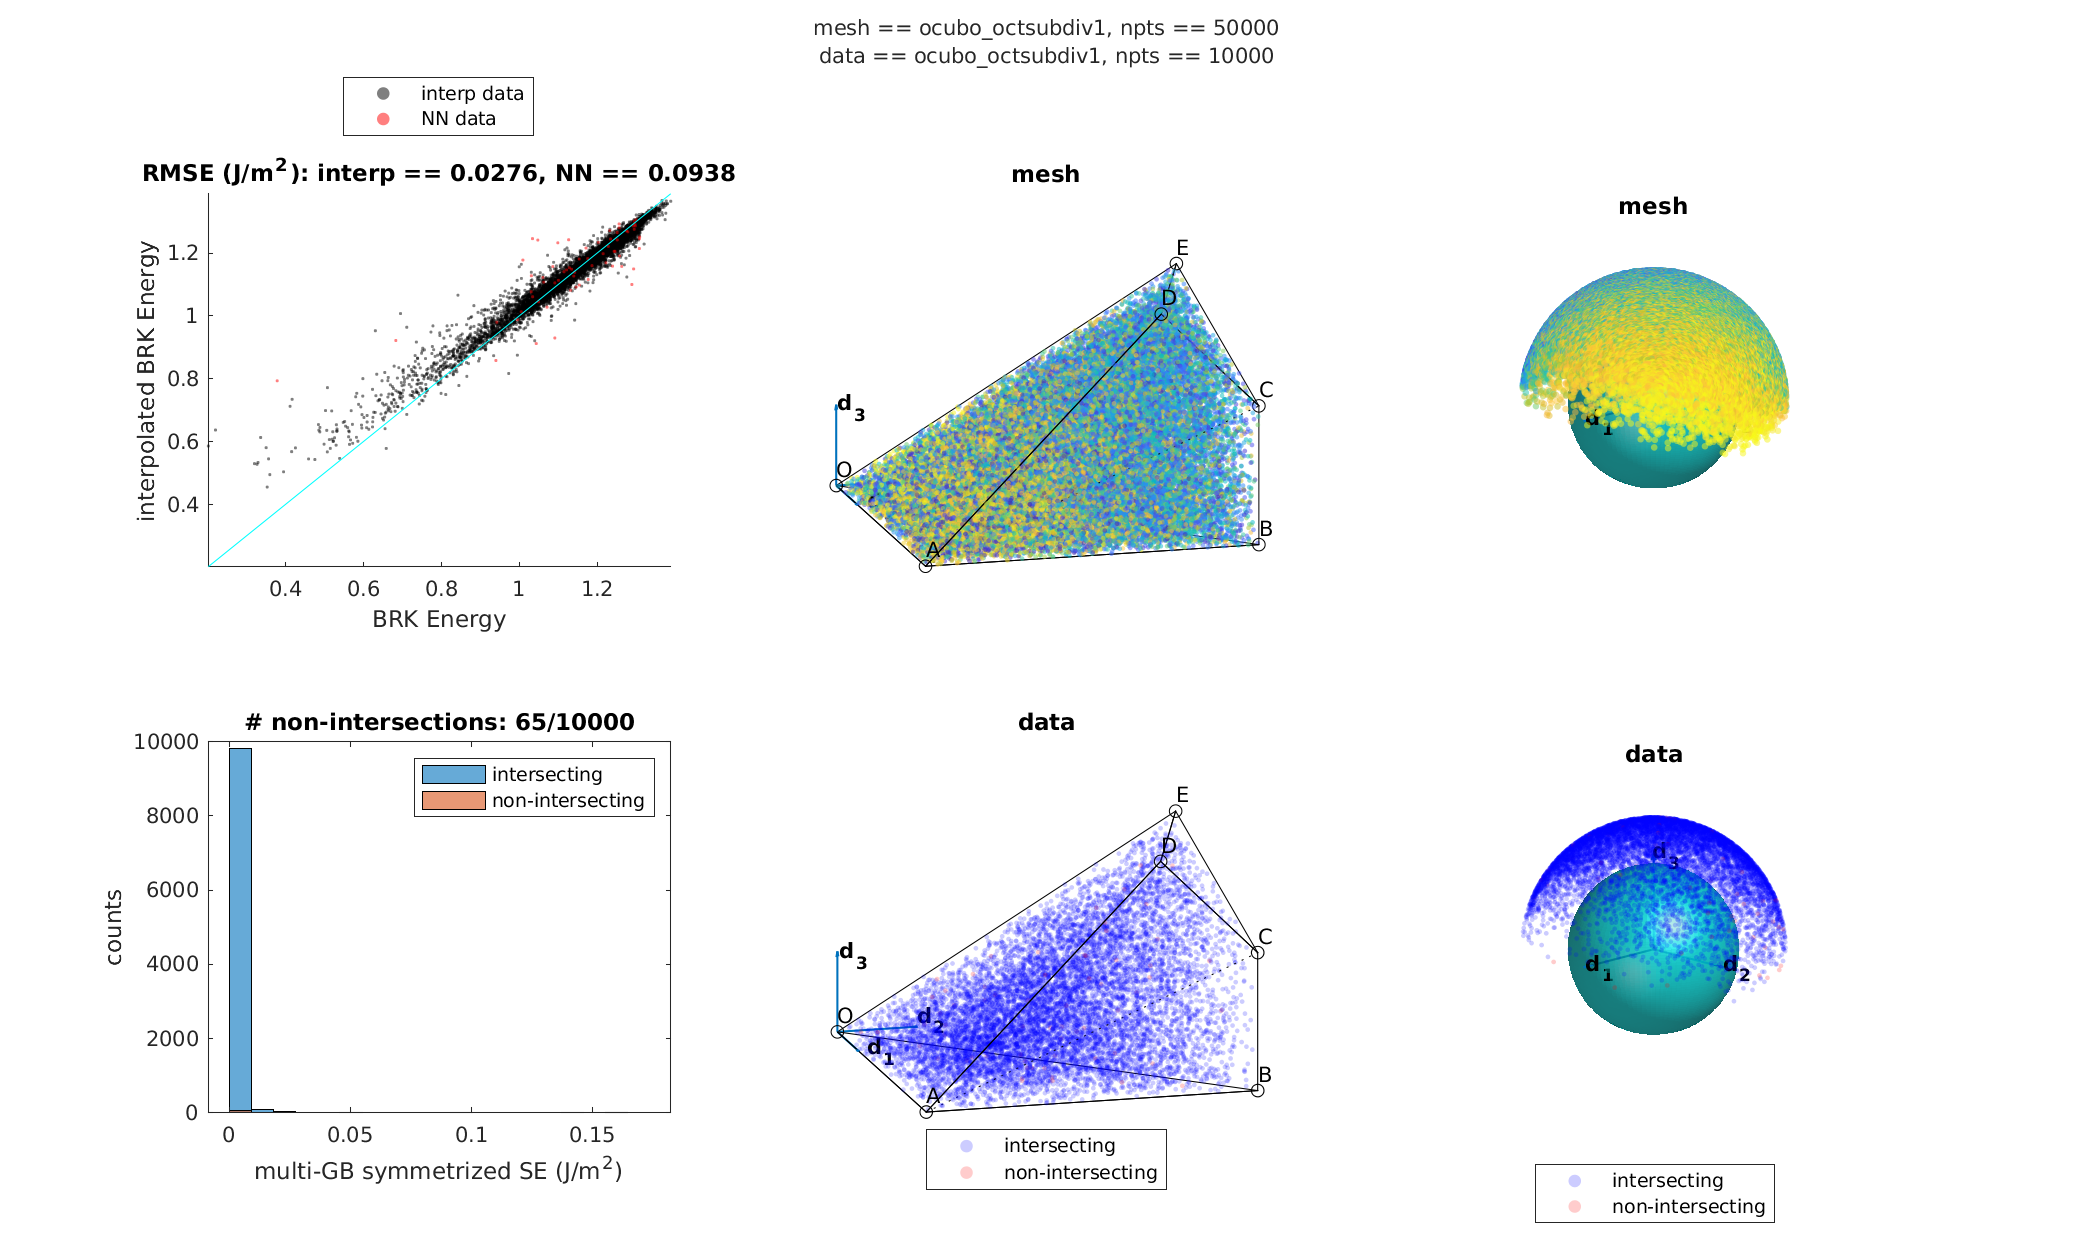 mesh == ocubo_octsubdiv1, npts == 50000
data == ocubo_octsubdiv1, npts == 10000
interp data
NN data
RMSE (J/m²): interp == 0.0276, NN == 0.0938
interpolated BRK Energy
1.2
1
0.8
0.6
0.4
0.4 0.6 0.8 1 1.2
BRK Energy
mesh
E
D
C
d₃
O
B
A
mesh
d₁
# non-intersections: 65/10000
counts
10000
8000
6000
4000
2000
0
intersecting
non-intersecting
0 0.05 0.1 0.15
multi-GB symmetrized SE (J/m²)
data
E
D
C
d₃
O
d₂
d₁
B
A
intersecting
non-intersecting
data
d₃
d₁ d₂
intersecting
non-intersecting